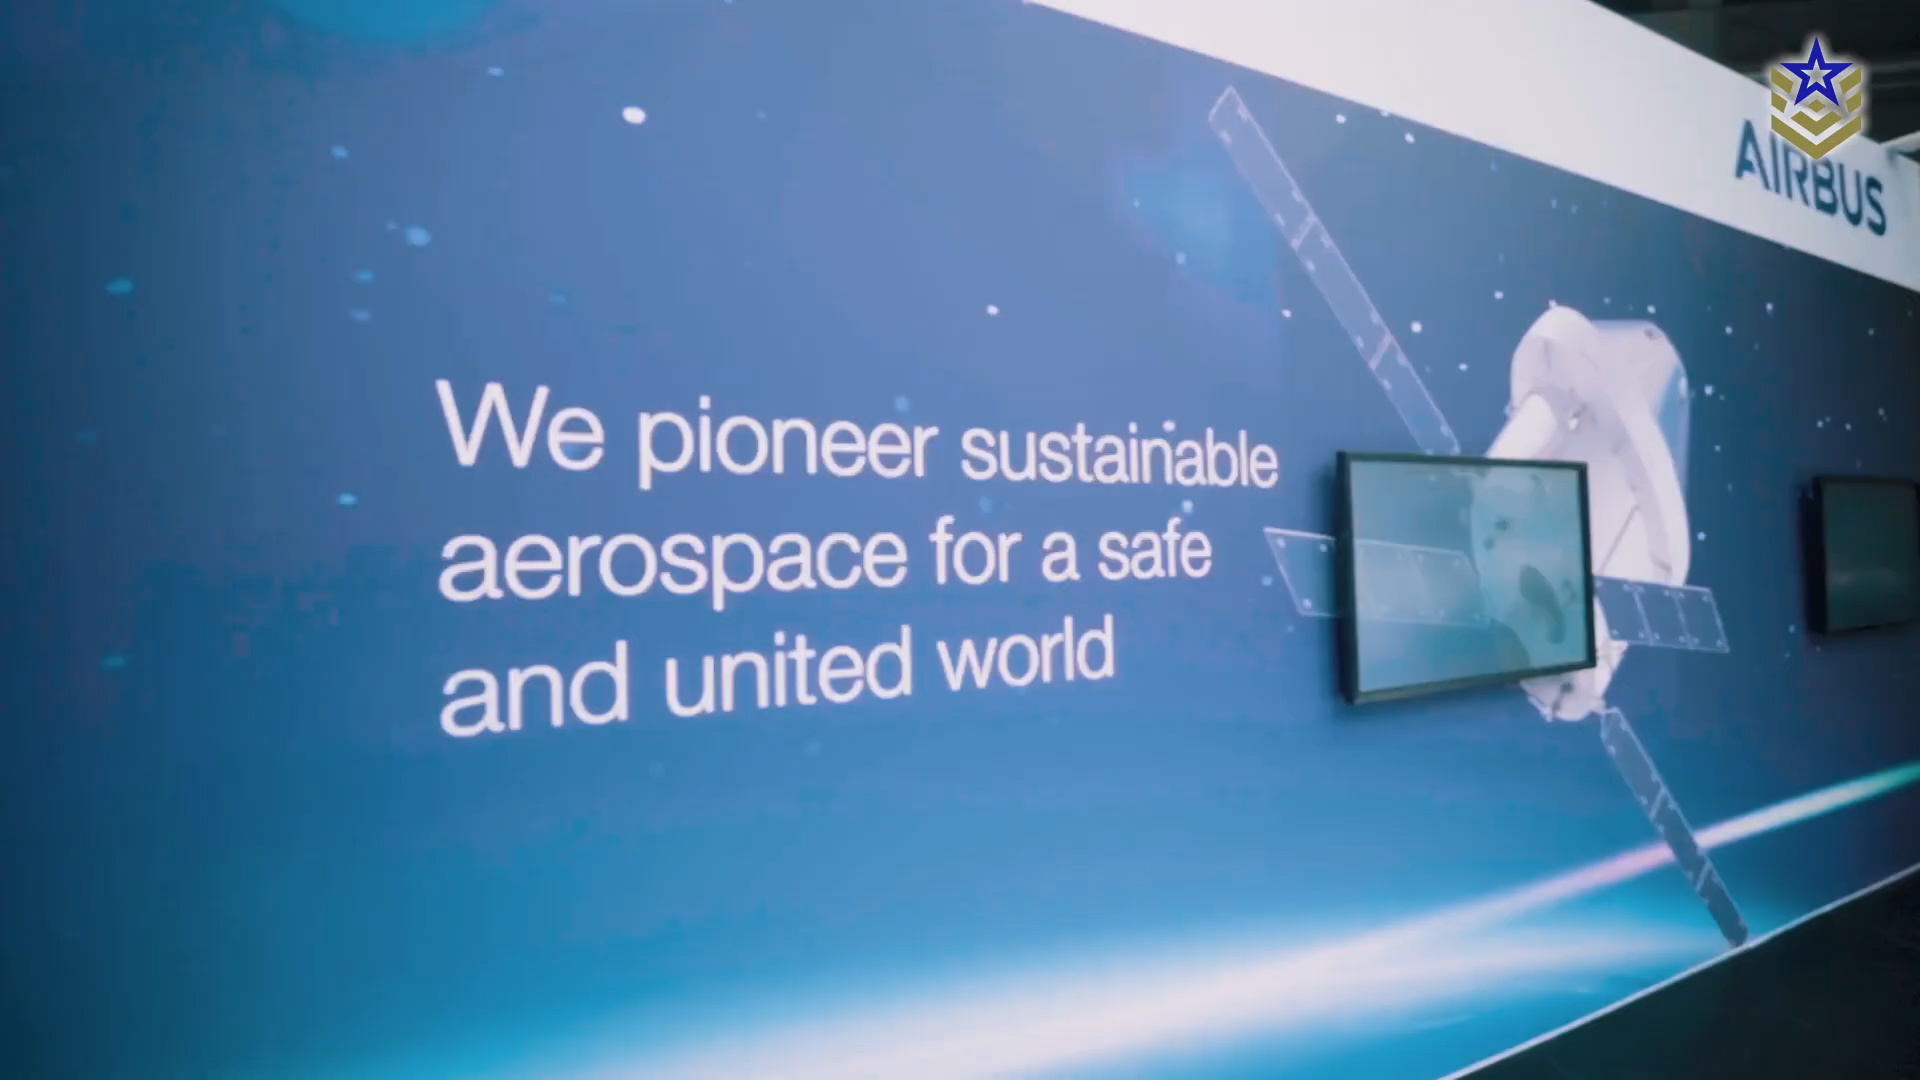 AIRBUS
We pioneer sustainable
aerospace for a safe
and united world